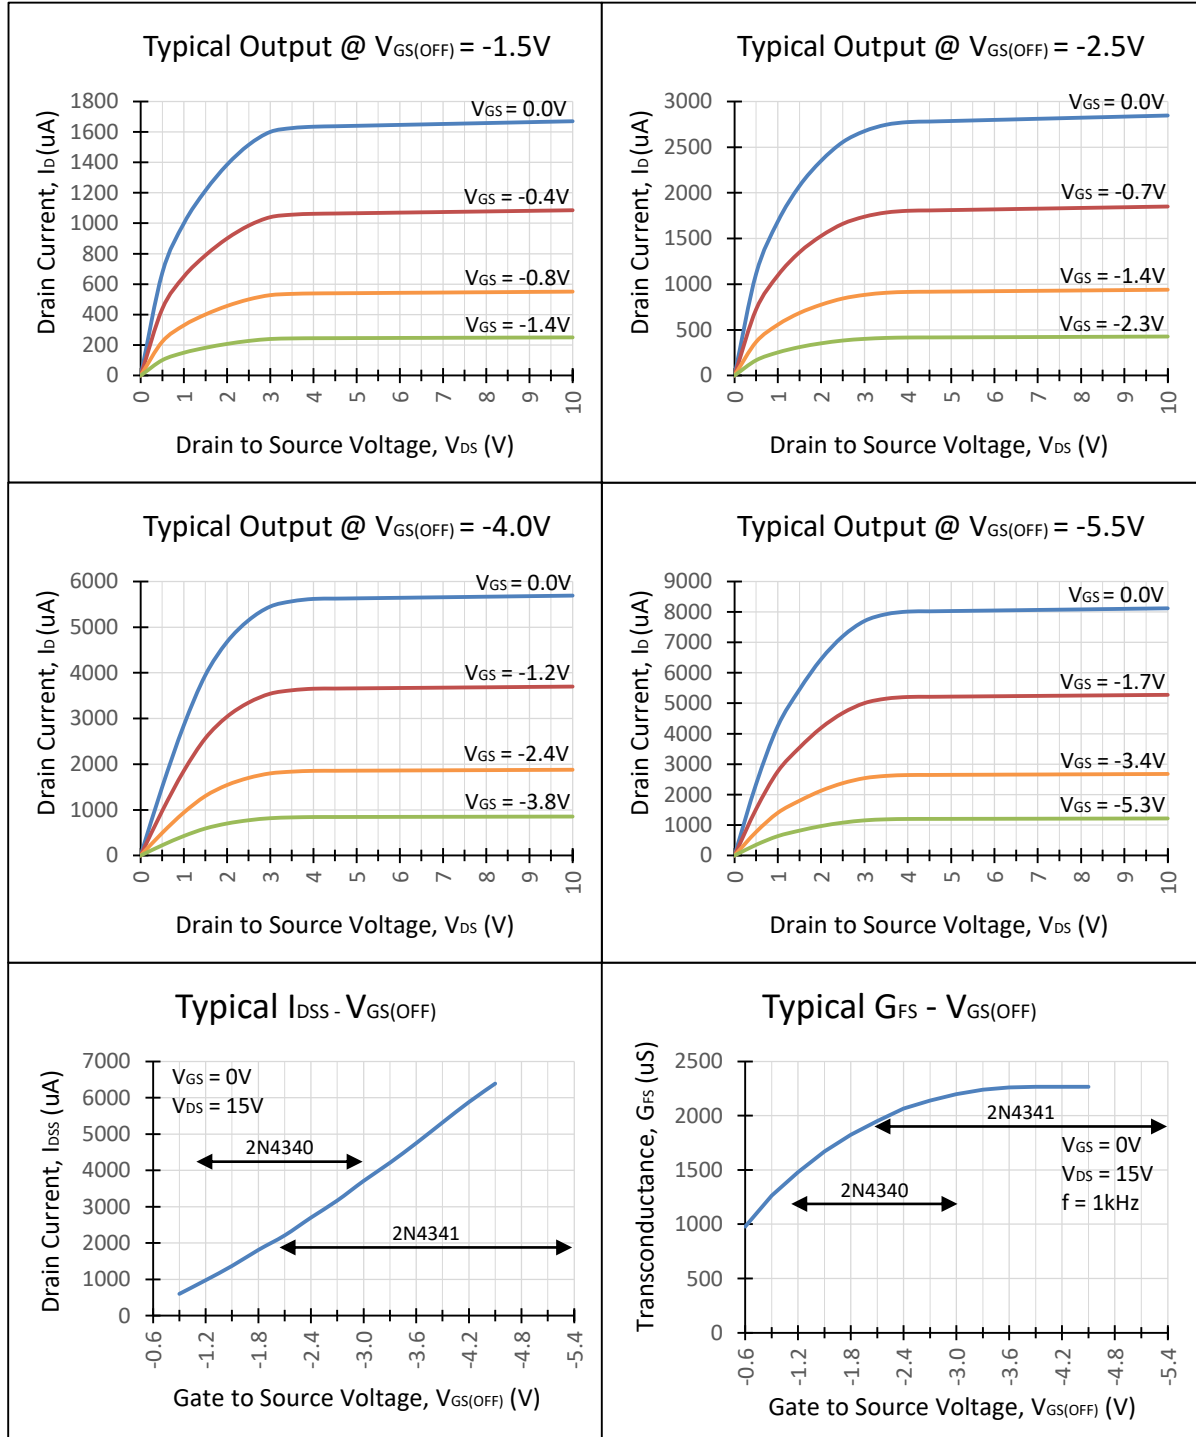 Typical Output @ VGS(OFF) = -1.5V
Drain Current, ID (uA)
1800
1600
1400
1200
1000
800
600
400
200
0
VGS = 0.0V
VGS = -0.4V
VGS = -0.8V
VGS = -1.4V
0 1 2 3 4 5 6 7 8 9 10
Drain to Source Voltage, VDS (V)
Typical Output @ VGS(OFF) = -2.5V
Drain Current, ID (uA)
3000
2500
2000
1500
1000
500
0
VGS = 0.0V
VGS = -0.7V
VGS = -1.4V
VGS = -2.3V
0 1 2 3 4 5 6 7 8 9 10
Drain to Source Voltage, VDS (V)
Typical Output @ VGS(OFF) = -4.0V
Drain Current, ID (uA)
6000
5000
4000
3000
2000
1000
0
VGS = 0.0V
VGS = -1.2V
VGS = -2.4V
VGS = -3.8V
0 1 2 3 4 5 6 7 8 9 10
Drain to Source Voltage, VDS (V)
Typical Output @ VGS(OFF) = -5.5V
Drain Current, ID (uA)
9000
8000
7000
6000
5000
4000
3000
2000
1000
0
VGS = 0.0V
VGS = -1.7V
VGS = -3.4V
VGS = -5.3V
0 1 2 3 4 5 6 7 8 9 10
Drain to Source Voltage, VDS (V)
Typical IDSS - VGS(OFF)
Drain Current, IDSS (uA)
7000
6000
5000
4000
3000
2000
1000
0
VGS = 0V
VDS = 15V
2N4340
2N4341
-0.6 -1.2 -1.8 -2.4 -3.0 -3.6 -4.2 -4.8 -5.4
Gate to Source Voltage, VGS(OFF) (V)
Typical GFS - VGS(OFF)
Transconductance, GFS (uS)
2500
2000
1500
1000
500
0
2N4341
VGS = 0V
VDS = 15V
f = 1kHz
2N4340
-0.6 -1.2 -1.8 -2.4 -3.0 -3.6 -4.2 -4.8 -5.4
Gate to Source Voltage, VGS(OFF) (V)